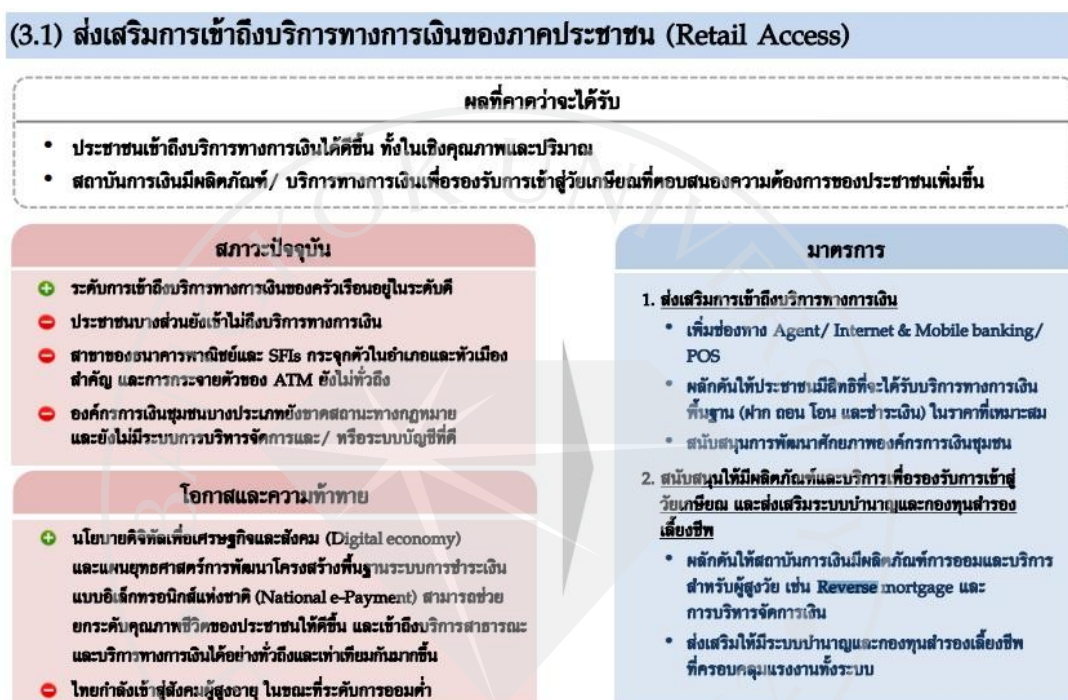 (3.1) ส่งเสริมการเข้าถึงบริการทางการเงินของภาคประชาชน (Retail Access)
ผลที่คาดว่าจะได้รับ
• ประชาชนเข้าถึงบริการทางการเงินได้ดีขึ้น ทั้งในเชิงคุณภาพและปริมาณ
• สถาบันการเงินมีผลิตภัณฑ์/ บริการทางการเงินเพื่อรองรับการเข้าสู่วัยเกษียณที่ตอบสนองความต้องการของประชาชนเพิ่มขึ้น
สภาวะปัจจุบัน
ระดับการเข้าถึงบริการทางการเงินของครัวเรือนอยู่ในระดับดี
ประชาชนบางส่วนยังเข้าไม่ถึงบริการทางการเงิน
สาขาของธนาคารพาณิชย์และ SFIs กระจุกตัวในอำเภอและหัวเมือง
สำคัญ และการกระจายตัวของ ATM ยังไม่ทั่วถึง
องค์กรการเงินชุมชนบางประเภทยังขาดสถานะทางกฎหมาย
และยังไม่มีระบบการบริหารจัดการและ/ หรือระบบบัญชีที่ดี
โอกาสและความท้าทาย
นโยบายดิจิทัลเพื่อเศรษฐกิจและสังคม (Digital economy)
และแผนยุทธศาสตร์การพัฒนาโครงสร้างพื้นฐานระบบการชำระเงิน
แบบอิเล็กทรอนิกส์แห่งชาติ (National e-Payment) สามารถช่วย
ยกระดับคุณภาพชีวิตของประชาชนให้ดีขึ้น และเข้าถึงบริการสาธารณะ
และบริการทางการเงินได้อย่างทั่วถึงและเท่าเทียมกันมากขึ้น
ไทยกำลังเข้าสู่สังคมผู้สูงอายุ ในขณะที่ระดับการออมต่ำ
มาตรการ
1. ส่งเสริมการเข้าถึงบริการทางการเงิน
• เพิ่มช่องทาง Agent/ Internet & Mobile banking/
POS
• ผลักดันให้ประชาชนมีสิทธิที่จะได้รับบริการทางการเงิน
พื้นฐาน (ฝาก ถอน โอน และชำระเงิน) ในราคาที่เหมาะสม
• สนับสนุนการพัฒนาศักยภาพองค์กรการเงินชุมชน
2. สนับสนุนให้มีผลิตภัณฑ์และบริการเพื่อรองรับการเข้าสู่
วัยเกษียณ และส่งเสริมระบบบำนาญและกองทุนสำรอง
เลี้ยงชีพ
• ผลักดันให้สถาบันการเงินมีผลิตภัณฑ์การออมและบริการ
สำหรับผู้สูงวัย เช่น Reverse mortgage และ
การบริหารจัดการเงิน
• ส่งเสริมให้มีระบบบำนาญและกองทุนสำรองเลี้ยงชีพ
ที่ครอบคลุมแรงงานทั้งระบบ